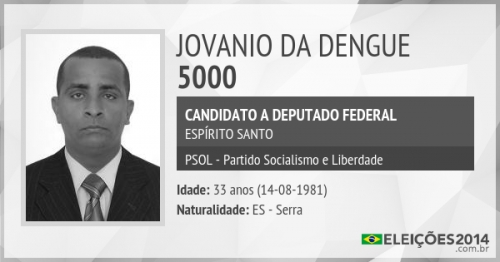 JOVANIO DA DENGUE
5000
CANDIDATO A DEPUTADO FEDERAL
ESPÍRITO SANTO
PSOL - Partido Socialismo e Liberdade
Idade: 33 anos (14-08-1981)
Naturalidade: ES - Serra
ELEIÇÕES2014
.com.br